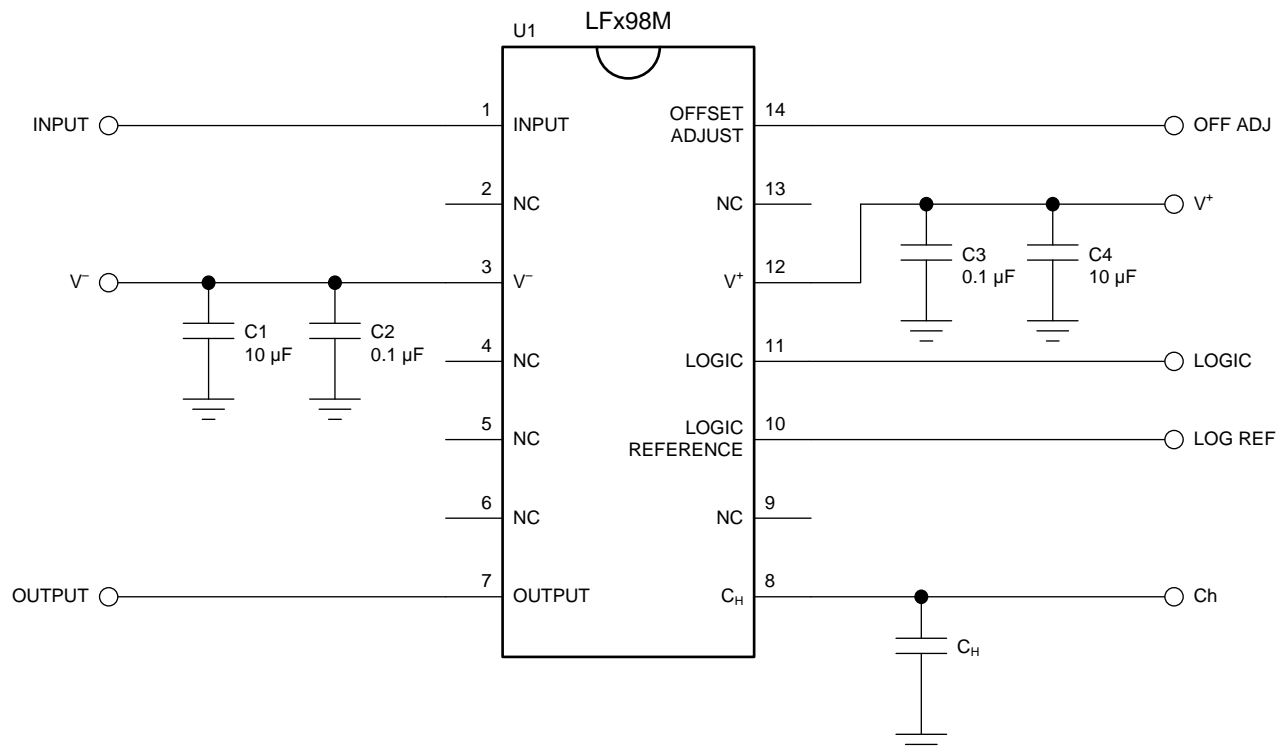 LFx98M
U1
INPUT
1
INPUT
OFFSET
ADJUST
14
OFF ADJ
2
NC
NC
13
V⁺
V⁻
3
V⁻
V⁺
12
C3
0.1 µF
C4
10 µF
C1
10 µF
C2
0.1 µF
4
NC
LOGIC
11
LOGIC
5
NC
LOGIC
REFERENCE
10
LOG REF
6
NC
NC
9
OUTPUT
7
OUTPUT
C_H
8
Ch
C_H